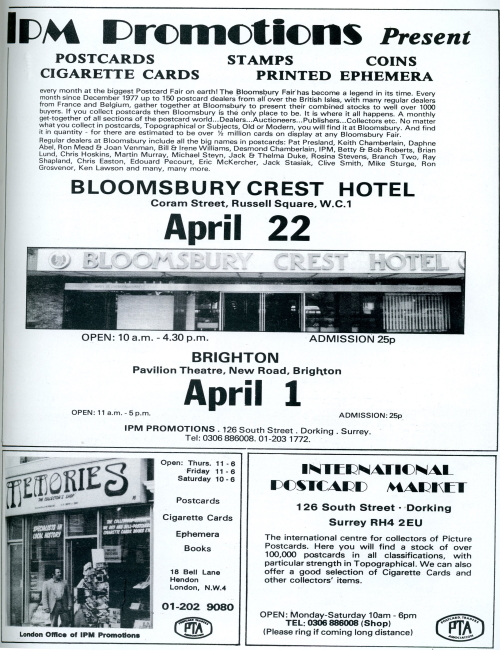 IPM Promotions Present
POSTCARDS STAMPS COINS
CIGARETTE CARDS PRINTED EPHEMERA
every month at the biggest Postcard Fair on earth! The Bloomsbury Fair has become a legend in its time. Every
month since December 1977 up to 150 postcard dealers from all over the British Isles, with many regular dealers
from France and Belgium, gather together at Bloomsbury to present their combined stocks to well over 1000
buyers. If you collect postcards then Bloomsbury is the only place to be. It is where it all happens. A monthly
get-together of all sections of the postcard world...Dealers...Auctioneers...Publishers...Collectors etc. No matter
what you collect in postcards, Topographical or Subjects, Old or Modern, you will find it at Bloomsbury. And find
it in quantity - for there are estimated to be over ½ million cards on display at any Bloomsbury Fair.
Regular dealers at Bloomsbury include all the big names in postcards: Pat Presland, Keith Chamberlain, Daphne
Abel, Ron Mead & Joan Venman, Bill & Irene Williams, Desmond Chamberlain, IPM, Betty & Bob Roberts, Brian
Lund, Chris Hoskins, Martin Murray, Michael Steyn, Jack & Thelma Duke, Rosina Stevens, Branch Two, Ray
Shapland, Chris Easton, Edouard Pecourt, Eric McKercher, Jack Stasiak, Clive Smith, Mike Sturge, Ron
Grosvenor, Ken Lawson and many, many more.
BLOOMSBURY CREST HOTEL
Coram Street, Russell Square, W.C.1
April 22
BLOOMSBURY CREST HOTEL
OPEN: 10 a.m. - 4.30 p.m. ADMISSION 25p
BRIGHTON
Pavilion Theatre, New Road, Brighton
April 1
OPEN: 11 a.m. - 5 p.m. ADMISSION: 25p
IPM PROMOTIONS . 126 South Street . Dorking . Surrey.
Tel: 0306 886008. 01-203 1772.
MEMORIES
THE COLLECTOR'S SHOP
SPECIALISTS IN
LOCAL HISTORY
London Office of IPM Promotions
Open: Thurs. 11 - 6
Friday 11 - 6
Saturday 10 - 6
Postcards
Cigarette Cards
Ephemera
Books
18 Bell Lane
Hendon
London, N.W.4
01-202 9080
POSTCARD TRADERS
PTA
ASSOCIATION
INTERNATIONAL
POSTCARD MARKET
126 South Street · Dorking
Surrey RH4 2EU
The international centre for collectors of Picture
Postcards. Here you will find a stock of over
100,000 postcards in all classifications, with
particular strength in Topographical. We can also
offer a good selection of Cigarette Cards and
other collectors' items.
OPEN: Monday-Saturday 10am - 6pm
TEL: 0306 886008 (Shop)
(Please ring if coming long distance)
POSTCARD TRADERS
PTA
ASSOCIATION